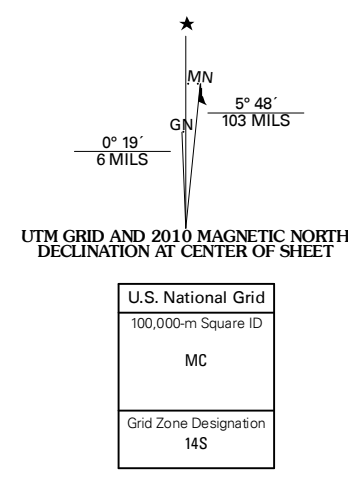 MN
5° 48´
103 MILS
GN
0° 19´
6 MILS
UTM GRID AND 2010 MAGNETIC NORTH
DECLINATION AT CENTER OF SHEET
U.S. National Grid
100,000-m Square ID
MC
Grid Zone Designation
14S